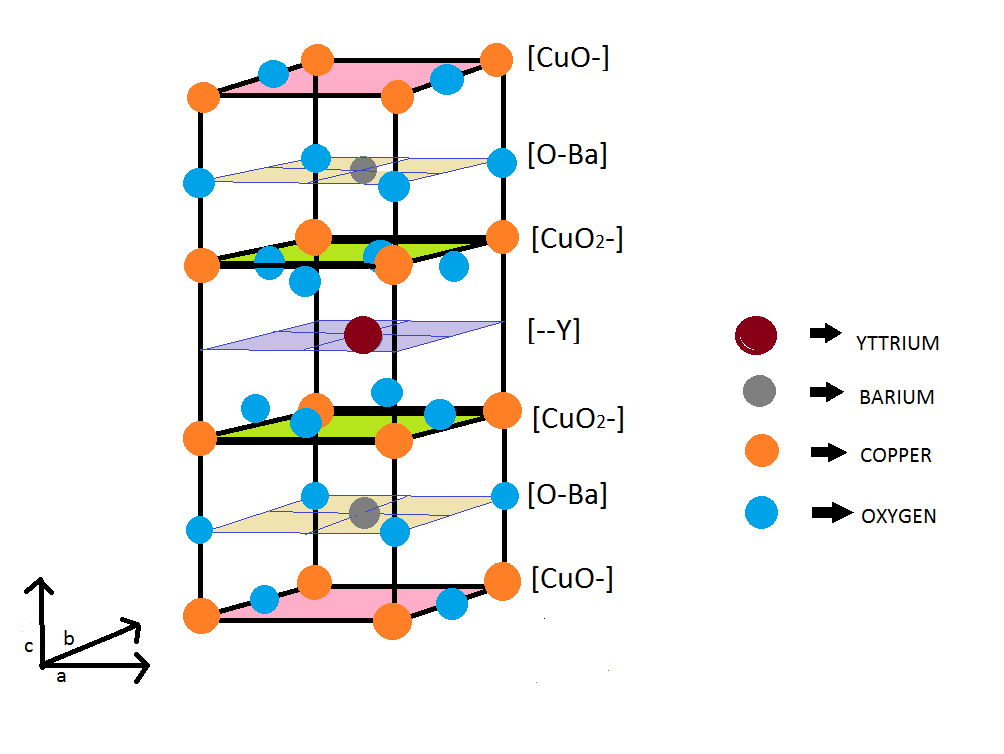 [CuO-]
[O-Ba]
[CuO2-]
[--Y]
[CuO2-]
[O-Ba]
[CuO-]
YTTRIUM
BARIUM
COPPER
OXYGEN
c
b
a